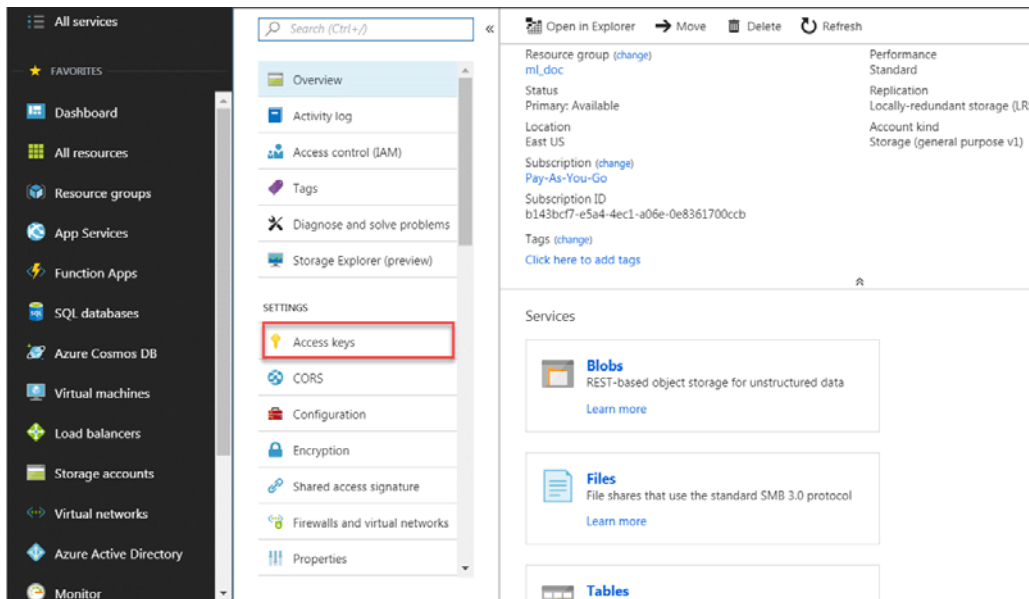 All services
FAVORITES
Dashboard
All resources
Resource groups
App Services
Function Apps
SQL databases
Azure Cosmos DB
Virtual machines
Load balancers
Storage accounts
Virtual networks
Azure Active Directory
Monitor
Search (Ctrl+/)
«
Overview
Activity log
Access control (IAM)
Tags
Diagnose and solve problems
Storage Explorer (preview)
SETTINGS
Access keys
CORS
Configuration
Encryption
Shared access signature
Firewalls and virtual networks
Properties
Open in Explorer Move Delete Refresh
Resource group (change)
ml_doc
Status
Primary: Available
Location
East US
Subscription (change)
Pay-As-You-Go
Subscription ID
b143bcf7-e5a4-4ec1-a06e-0e8361700ccb
Tags (change)
Click here to add tags
Performance
Standard
Replication
Locally-redundant storage (LRS
Account kind
Storage (general purpose v1)
Services
Blobs
REST-based object storage for unstructured data
Learn more
Files
File shares that use the standard SMB 3.0 protocol
Learn more
Tables